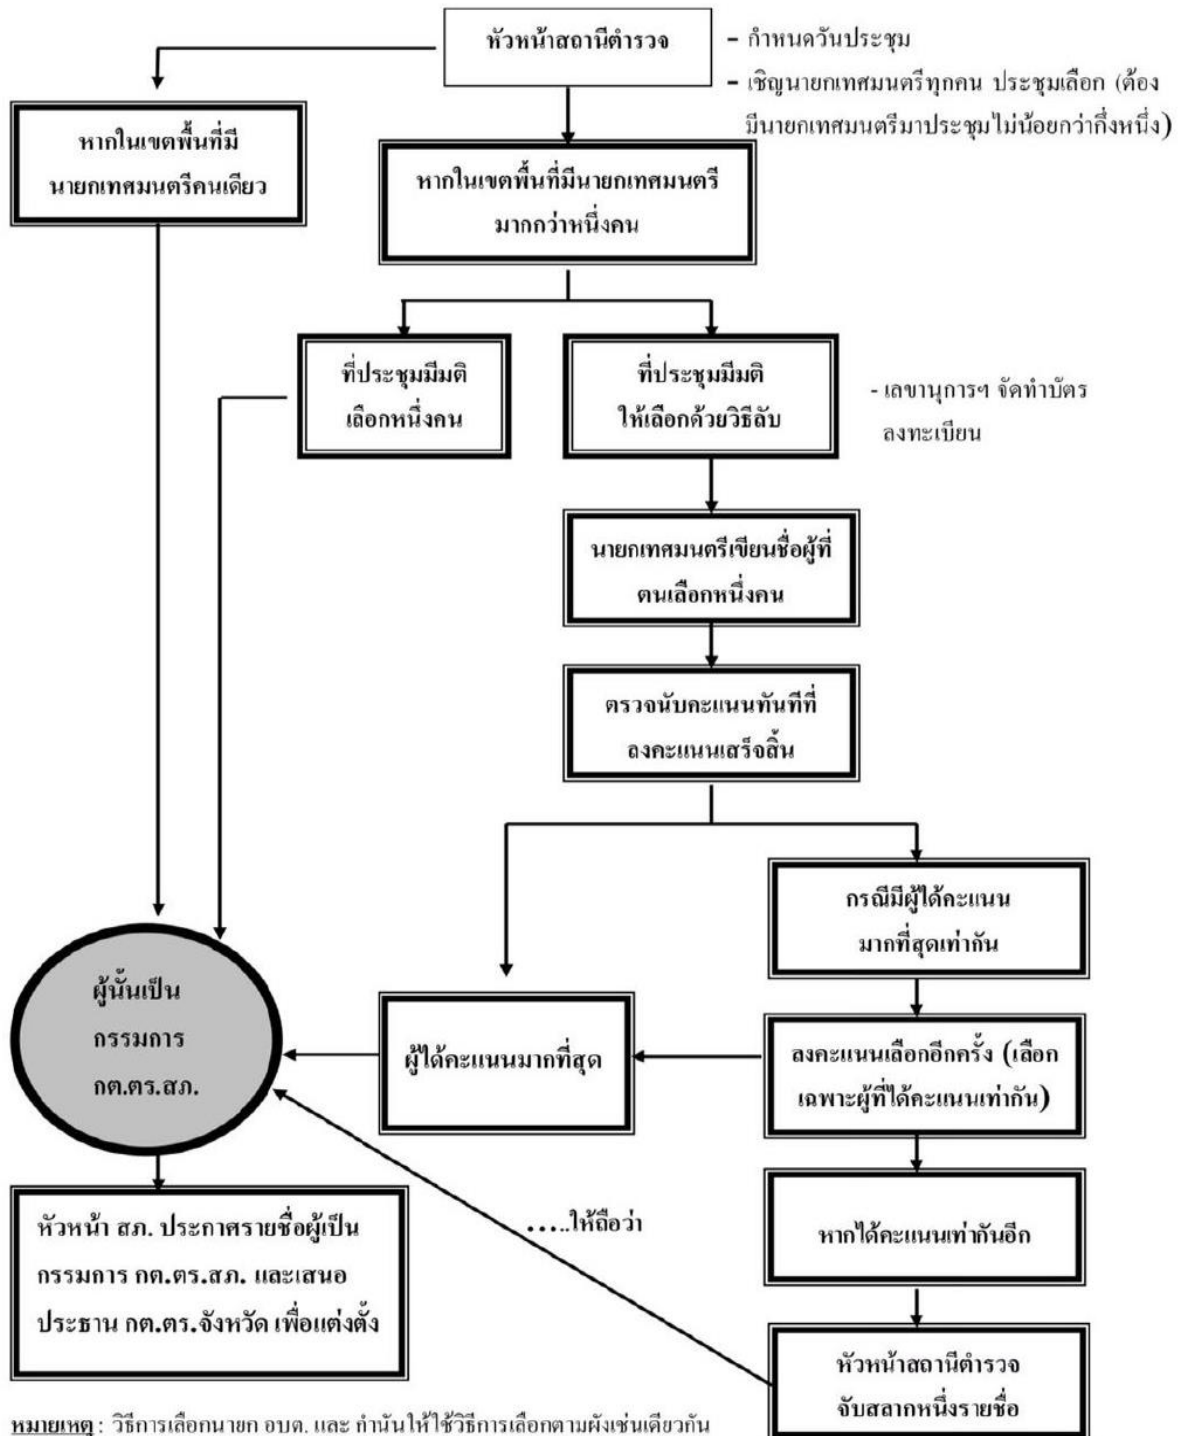 หัวหน้าสถานีตำรวจ
- กำหนดวันประชุม
- เชิญนายกเทศมนตรีทุกคน ประชุมเลือก (ต้อง
มีนายกเทศมนตรีมาประชุมไม่น้อยกว่ากึ่งหนึ่ง)
หากในเขตพื้นที่มี
นายกเทศมนตรีคนเดียว
หากในเขตพื้นที่มีนายกเทศมนตรี
มากกว่าหนึ่งคน
ที่ประชุมมีมติ
เลือกหนึ่งคน
ที่ประชุมมีมติ
ให้เลือกด้วยวิธีลับ
- เลขานุการฯ จัดทำบัตร
ลงทะเบียน
นายกเทศมนตรีเขียนชื่อผู้ที่
ตนเลือกหนึ่งคน
ตรวจนับคะแนนทันทีที่
ลงคะแนนเสร็จสิ้น
กรณีมีผู้ได้คะแนน
มากที่สุดเท่ากัน
ผู้นั้นเป็น
กรรมการ
กต.ตร.สภ.
ผู้ได้คะแนนมากที่สุด
ลงคะแนนเลือกอีกครั้ง (เลือก
เฉพาะผู้ที่ได้คะแนนเท่ากัน)
หัวหน้า สภ. ประกาศรายชื่อผู้เป็น
กรรมการ กต.ตร.สภ. และเสนอ
ประธาน กต.ตร.จังหวัด เพื่อแต่งตั้ง
.....ให้ถือว่า
หากได้คะแนนเท่ากันอีก
หัวหน้าสถานีตำรวจ
จับสลากหนึ่งรายชื่อ
หมายเหตุ : วิธีการเลือกนายก อบต. และ กำนันให้ใช้วิธีการเลือกตามผังเช่นเดียวกัน